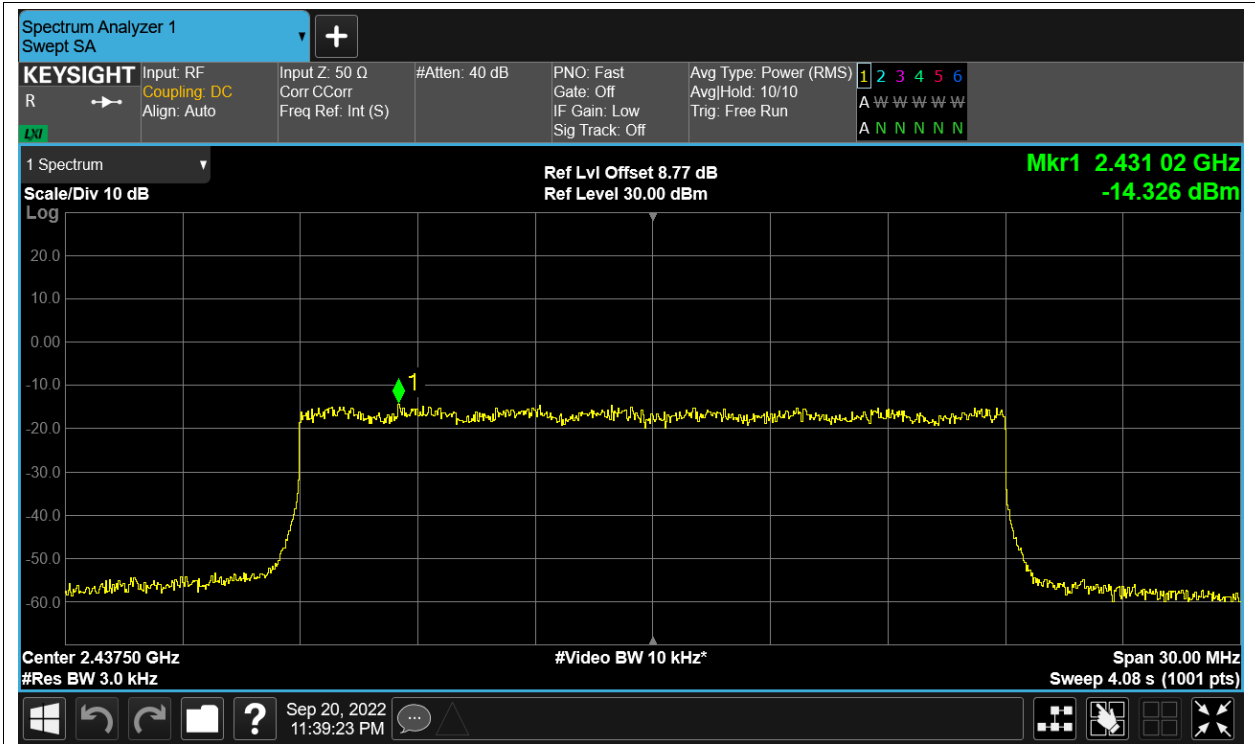 Spectrum Analyzer 1
Swept SA
KEYSIGHT
R
LXI
Input: RF
Coupling: DC
Align: Auto
Input Z: 50 Ω
Corr CCorr
Freq Ref: Int (S)
#Atten: 40 dB
PNO: Fast
Gate: Off
IF Gain: Low
Sig Track: Off
Avg Type: Power (RMS)
Avg|Hold: 10/10
Trig: Free Run
1 2 3 4 5 6
A W W W W W
A N N N N N
1 Spectrum
Scale/Div 10 dB
Log
Ref Lvl Offset 8.77 dB
Ref Level 30.00 dBm
Mkr1 2.431 02 GHz
-14.326 dBm
20.0
10.0
0.00
-10.0
-20.0
-30.0
-40.0
-50.0
-60.0
1
Center 2.43750 GHz
#Res BW 3.0 kHz
#Video BW 10 kHz*
Span 30.00 MHz
Sweep 4.08 s (1001 pts)
?
Sep 20, 2022
11:39:23 PM